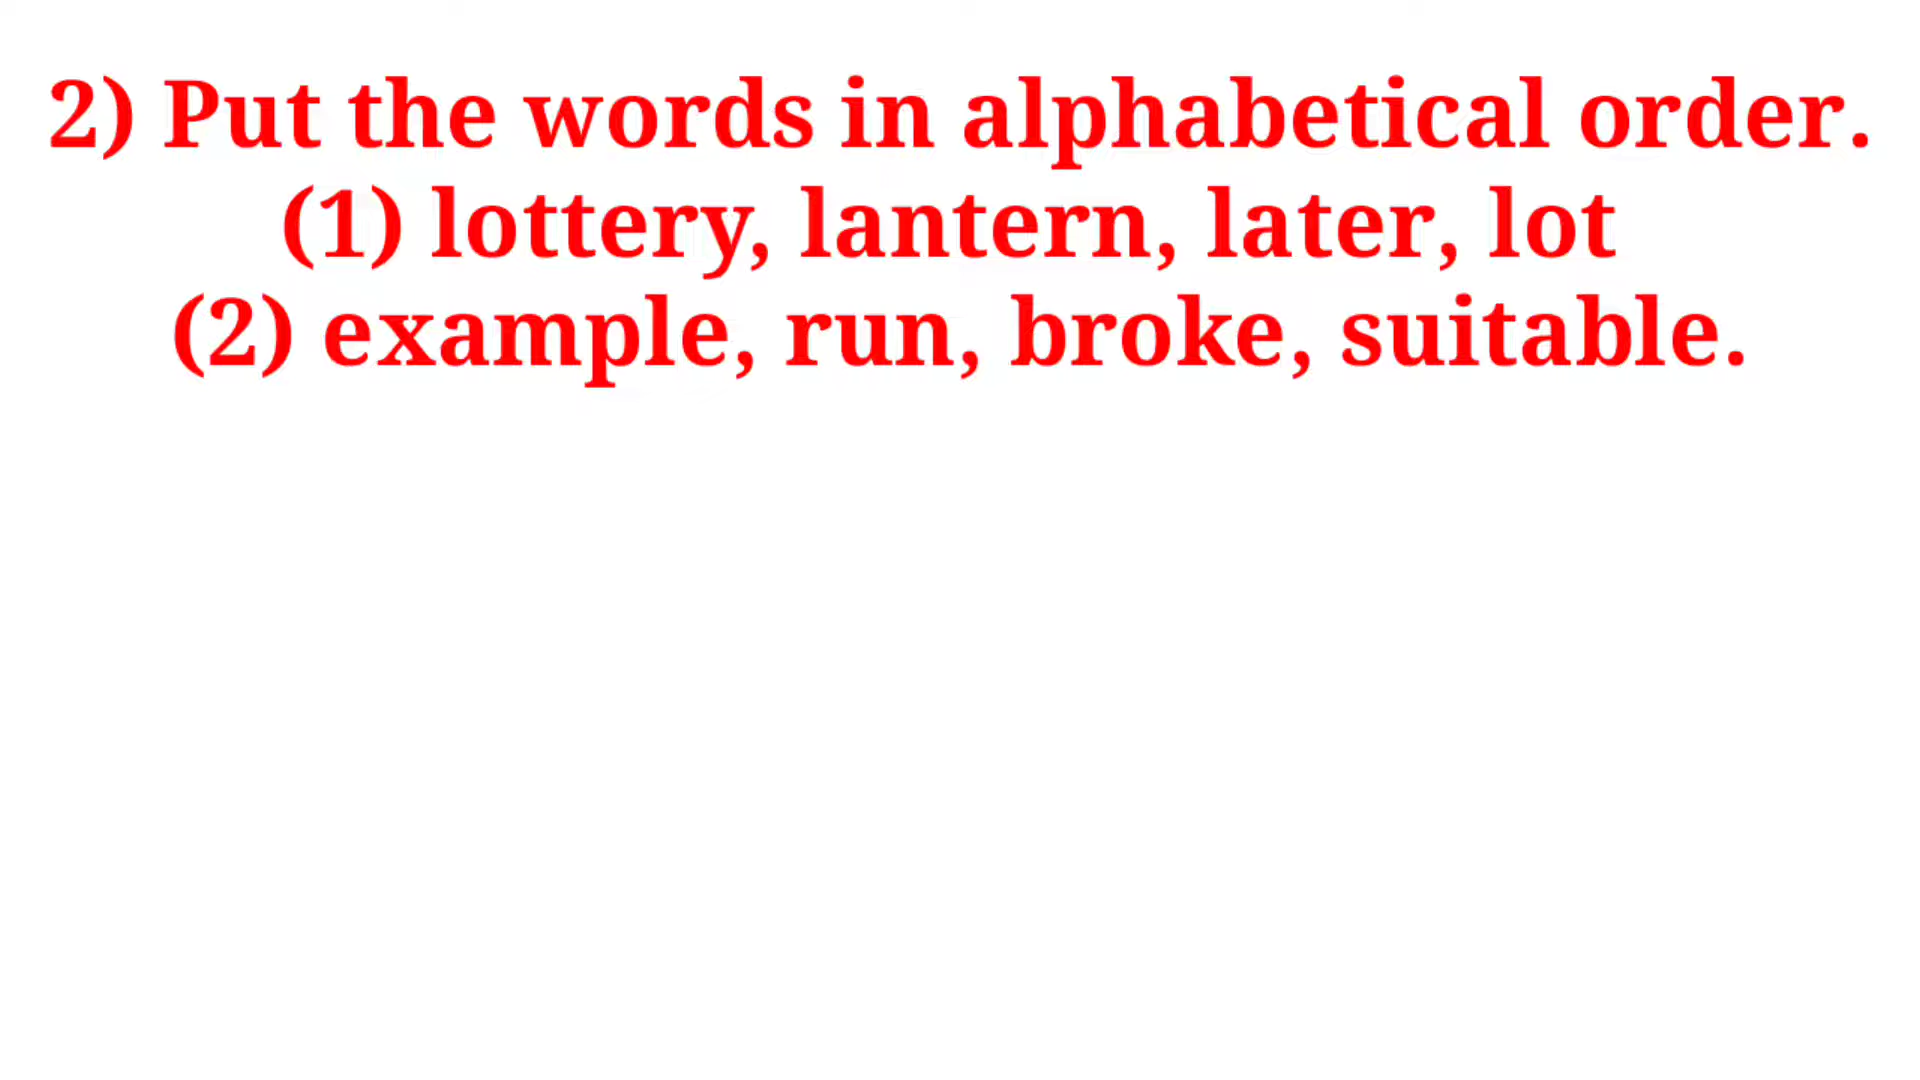 2) Put the words in alphabetical order.
(1) lottery, lantern, later, lot
(2) example, run, broke, suitable.